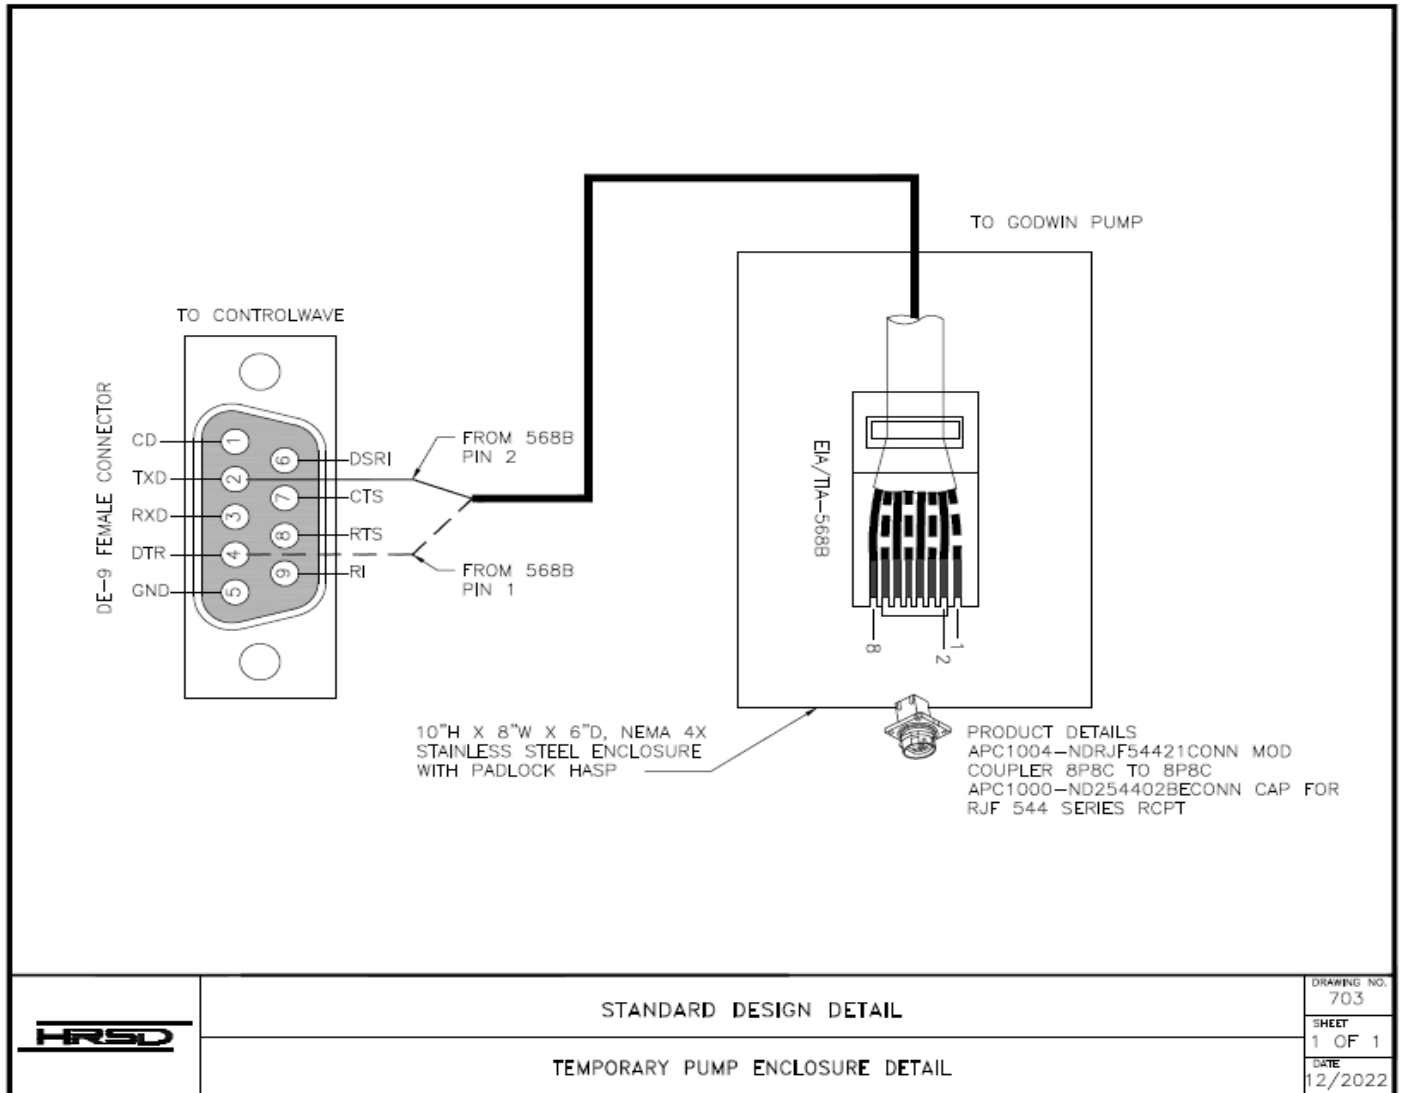 TO GODWIN PUMP
TO CONTROLWAVE
DE-9 FEMALE CONNECTOR
CD
TXD
RXD
DTR
GND
1
2
3
4
5
6
7
8
9
DSRI
CTS
RTS
RI
FROM 568B
PIN 2
FROM 568B
PIN 1
EIA/TIA-568B
8
2
1
10"H X 8"W X 6"D, NEMA 4X
STAINLESS STEEL ENCLOSURE
WITH PADLOCK HASP
PRODUCT DETAILS
APC1004-NDRJF54421CONN MOD
COUPLER 8P8C TO 8P8C
APC1000-ND254402BECONN CAP FOR
RJF 544 SERIES RCPT
HRSD
STANDARD DESIGN DETAIL
TEMPORARY PUMP ENCLOSURE DETAIL
DRAWING NO.
703
SHEET
1 OF 1
DATE
12/2022